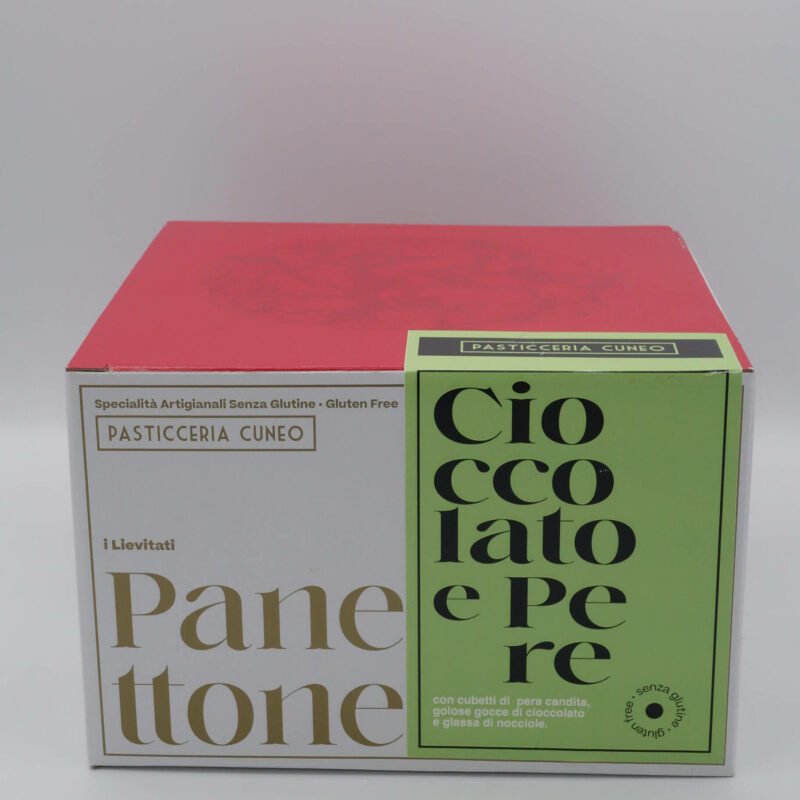 Specialità Artigianali Senza Glutine • Gluten Free
PASTICCERIA CUNEO
i Lievitati
Pane
ttone
PASTICCERIA CUNEO
Cio
cco
lato
e Pe
re
con cubetti di pera candita,
golose gocce di cioccolato
e glassa di nocciole.
• senza glutine • gluten free